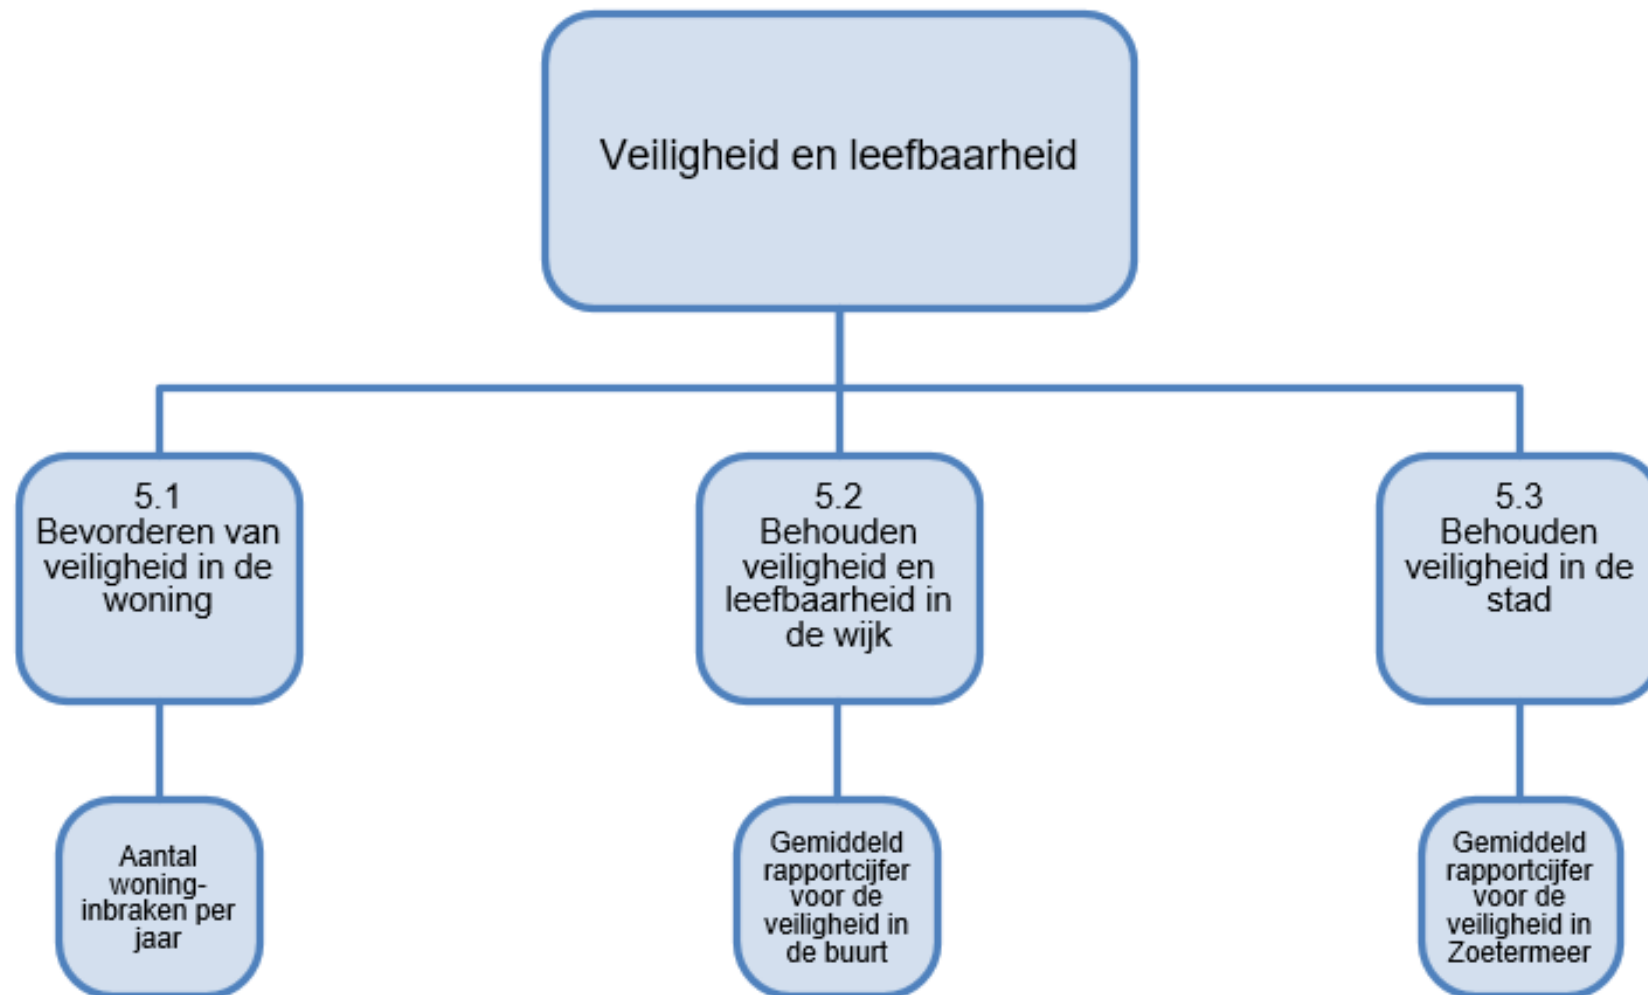 Veiligheid en leefbaarheid
5.1
Bevorderen van
veiligheid in de
woning
5.2
Behouden
veiligheid en
leefbaarheid in
de wijk
5.3
Behouden
veiligheid in de
stad
Aantal
woning-
inbraken per
jaar
Gemiddeld
rapportcijfer
voor de
veiligheid in
de buurt
Gemiddeld
rapportcijfer
voor de
veiligheid in
Zoetermeer